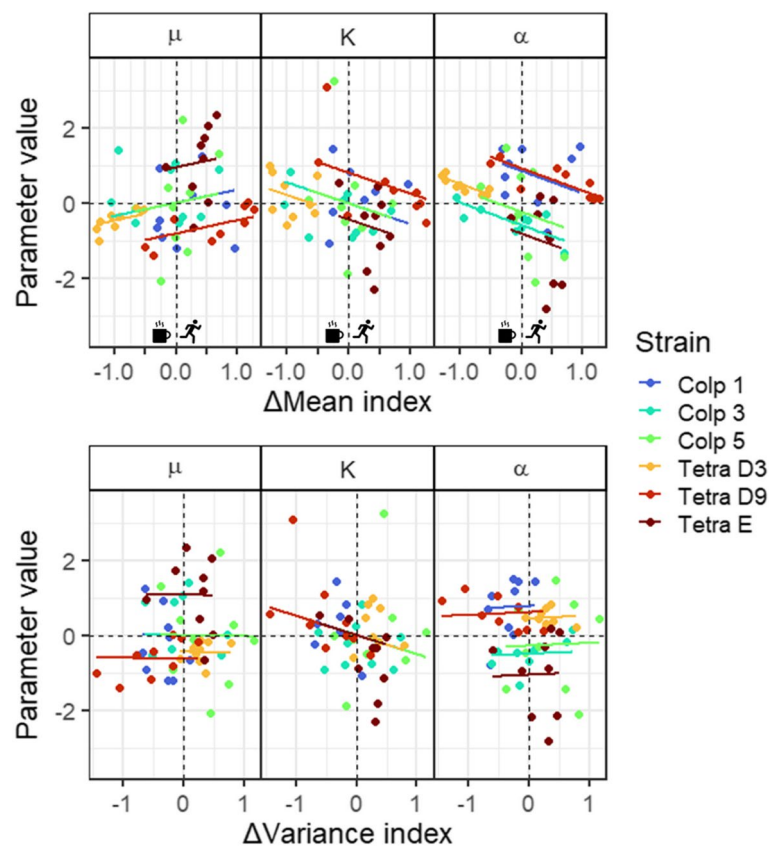 μ K α
Parameter value
2
0
-2
-1.0 0.0 1.0 -1.0 0.0 1.0 -1.0 0.0 1.0
ΔMean index
Strain
Colp 1
Colp 3
Colp 5
Tetra D3
Tetra D9
Tetra E
μ K α
Parameter value
2
0
-2
-1 0 1 -1 0 1 -1 0 1
ΔVariance index